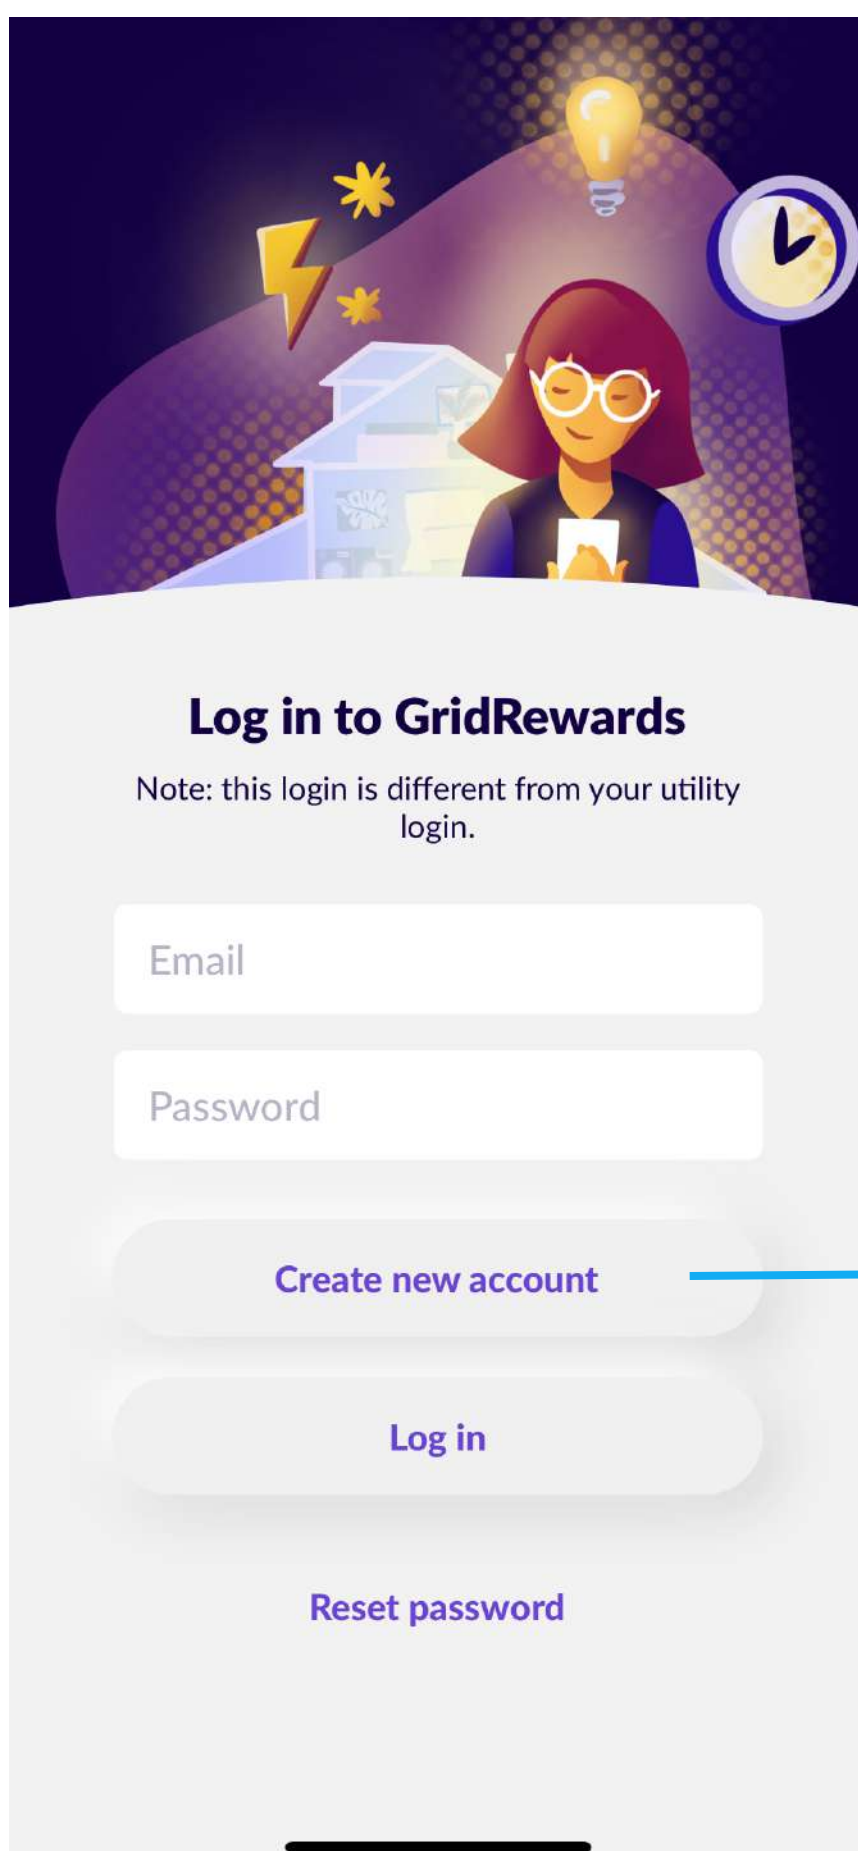 Log in to GridRewards
Note: this login is different from your utility
login.
Email
Password
Create new account
Log in
Reset password